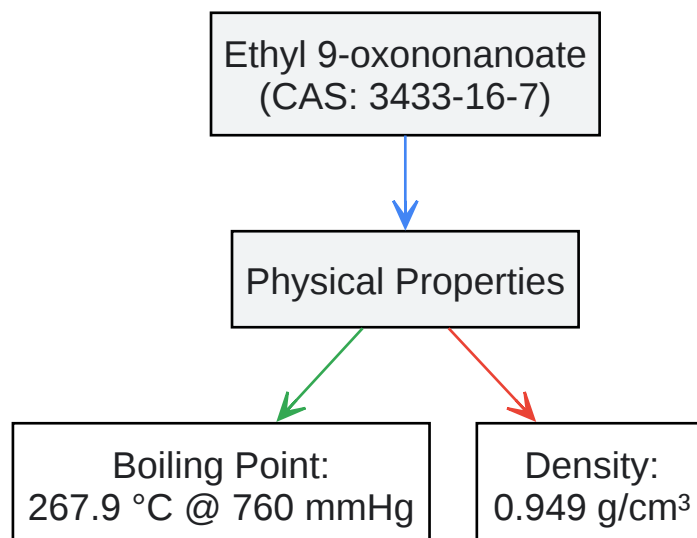 Ethyl 9-oxononanoate
(CAS: 3433-16-7)
Physical Properties
Boiling Point:
267.9 °C @ 760 mmHg
Density:
0.949 g/cm³